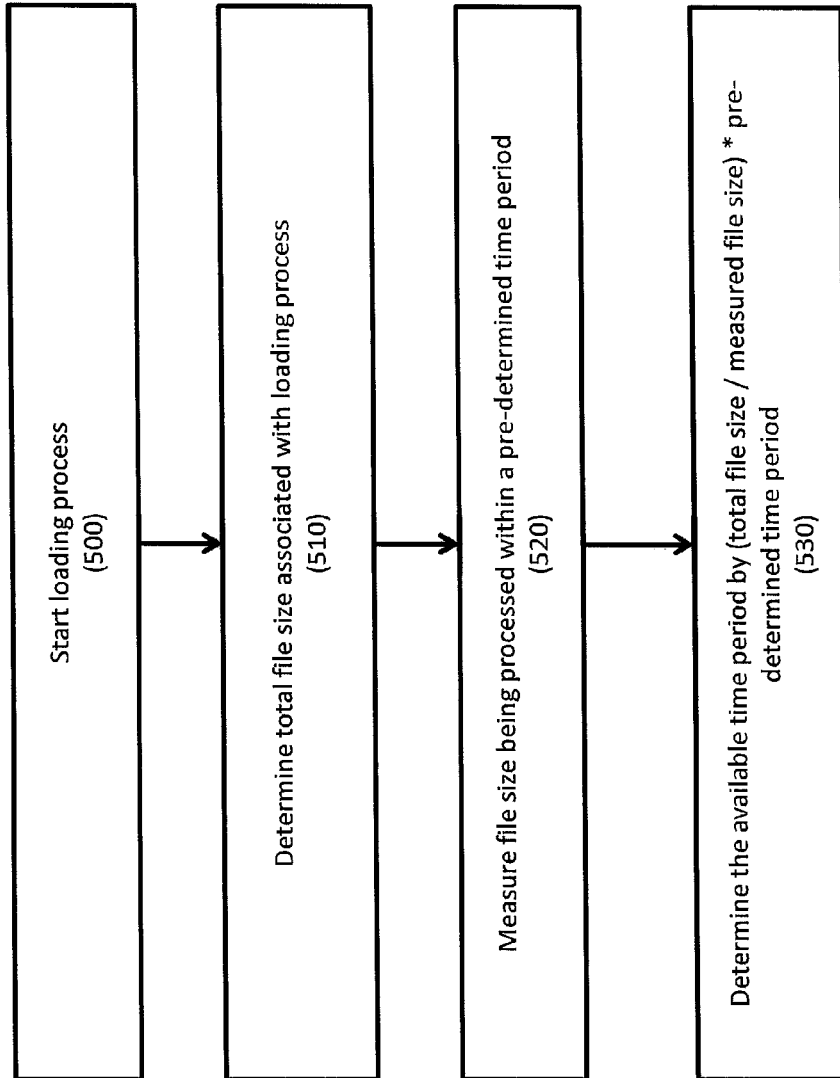 Start loading process
(500)
Determine total file size associated with loading process
(510)
Measure file size being processed within a pre-determined time period
(520)
Determine the available time period by (total file size / measured file size) * pre-
determined time period
(530)